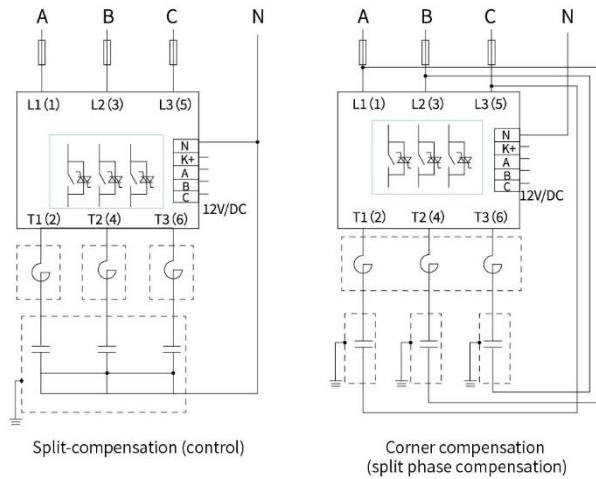 A B C N
L1(1) L2(3) L3(5)
N
K+
A
B
C
12V/DC
T1(2) T2(4) T3(6)
Split-compensation (control)
A B C N
L1(1) L2(3) L3(5)
N
K+
A
B
C
12V/DC
T1(2) T2(4) T3(6)
Corner compensation
(split phase compensation)